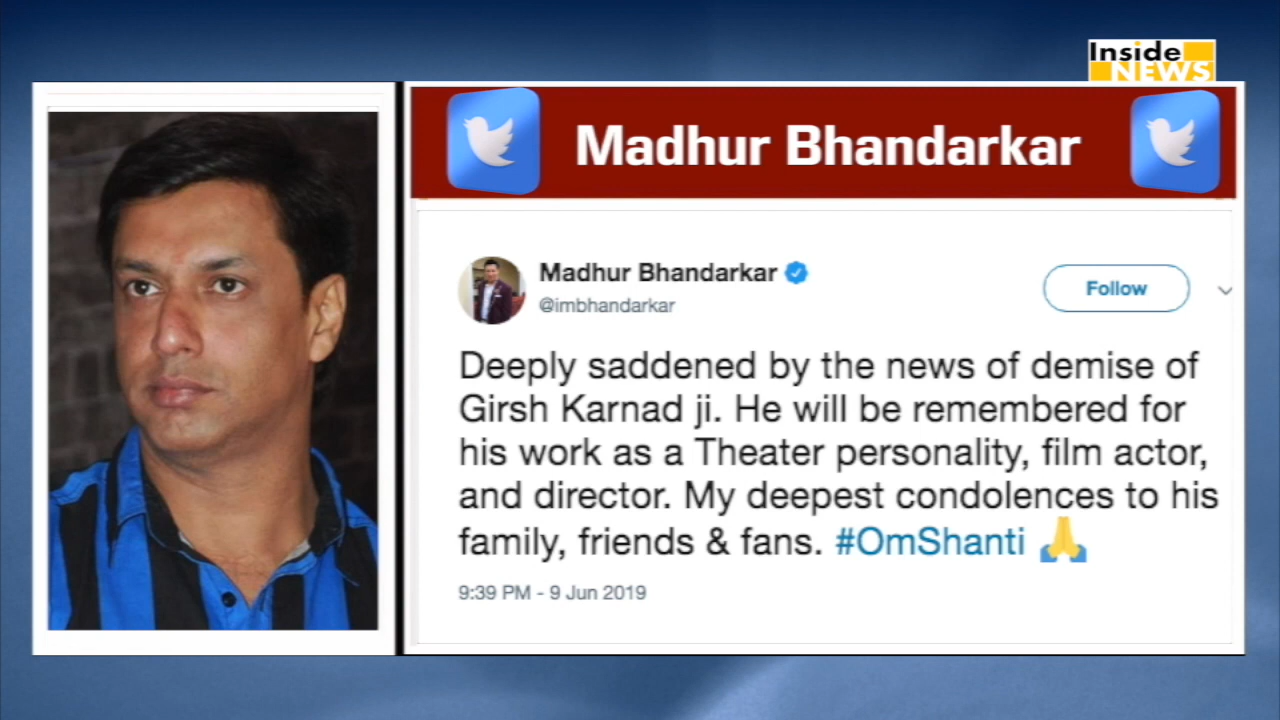 Inside
NEWS
Madhur Bhandarkar
Madhur Bhandarkar
@imbhandarkar
Follow
Deeply saddened by the news of demise of
Girsh Karnad ji. He will be remembered for
his work as a Theater personality, film actor,
and director. My deepest condolences to his
family, friends & fans. #OmShanti 🙏
9:39 PM - 9 Jun 2019